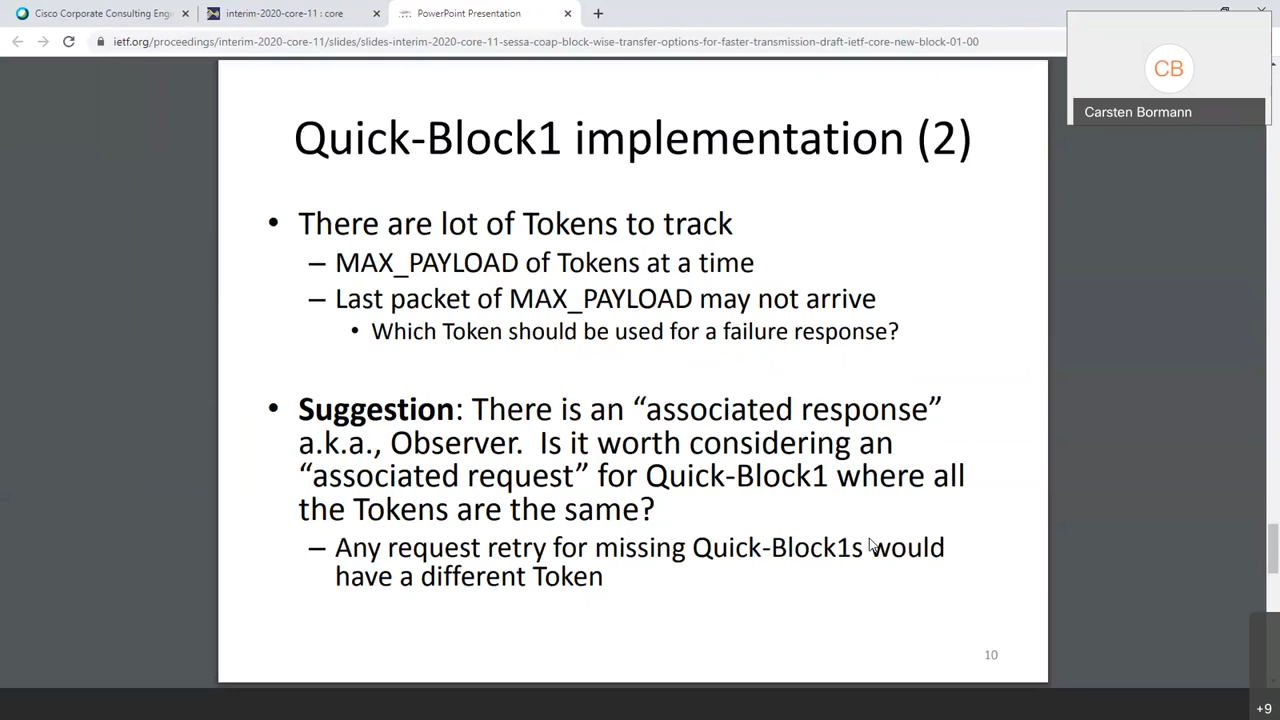 Cisco Corporate Consulting Engi
interim-2020-core-11 : core
PowerPoint Presentation
ietf.org/proceedings/interim-2020-core-11/slides/slides-interim-2020-core-11-sessa-coap-block-wise-transfer-options-for-faster-transmission-draft-ietf-core-new-block-01-00
CB
Carsten Bormann
Quick-Block1 implementation (2)
• There are lot of Tokens to track
– MAX_PAYLOAD of Tokens at a time
– Last packet of MAX_PAYLOAD may not arrive
• Which Token should be used for a failure response?
• Suggestion: There is an “associated response”
a.k.a., Observer. Is it worth considering an
“associated request” for Quick-Block1 where all
the Tokens are the same?
– Any request retry for missing Quick-Block1s would
have a different Token
10
+9